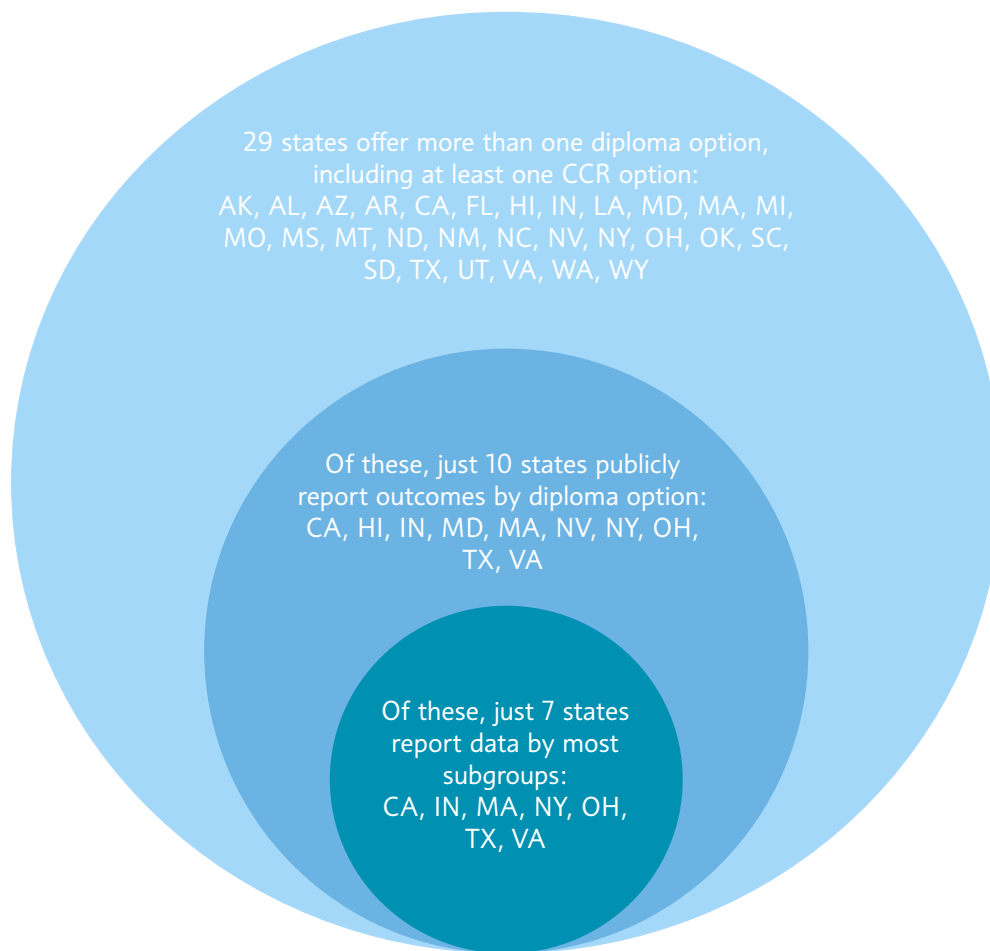 29 states offer more than one diploma option,
including at least one CCR option:
AK, AL, AZ, AR, CA, FL, HI, IN, LA, MD, MA, MI,
MO, MS, MT, ND, NM, NC, NV, NY, OH, OK, SC,
SD, TX, UT, VA, WA, WY
Of these, just 10 states publicly
report outcomes by diploma option:
CA, HI, IN, MD, MA, NV, NY, OH,
TX, VA
Of these, just 7 states
report data by most
subgroups:
CA, IN, MA, NY, OH,
TX, VA